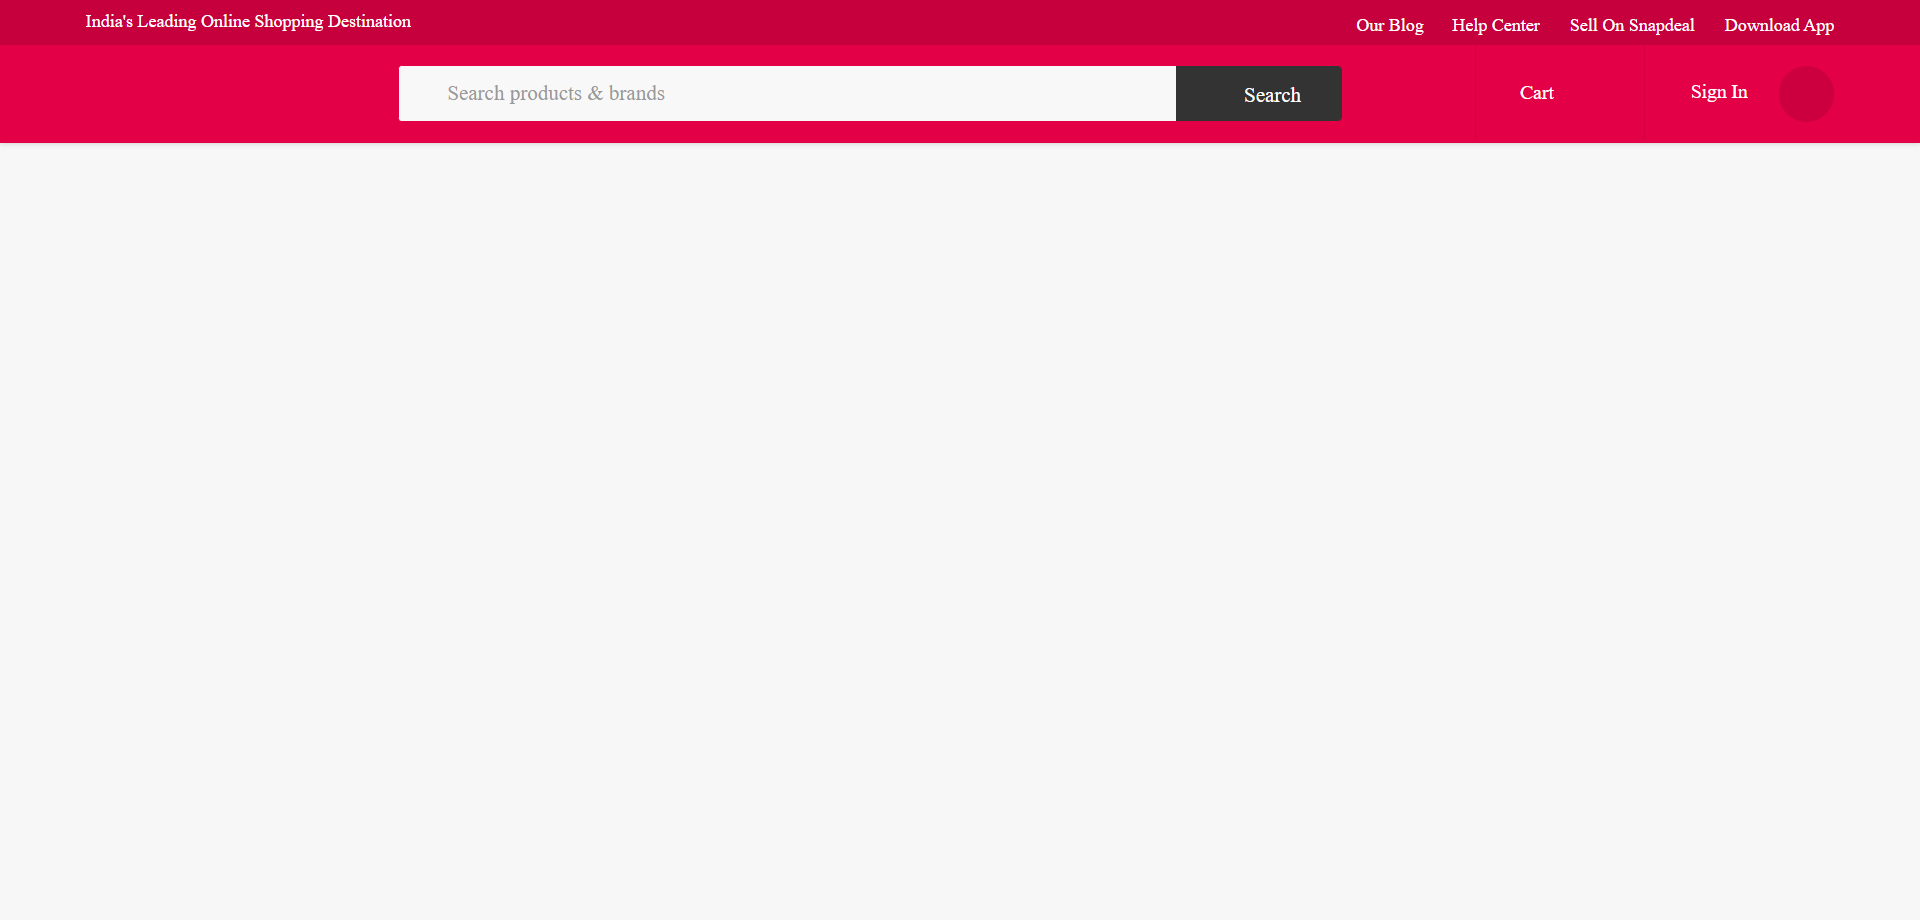 India's Leading Online Shopping Destination
Our Blog Help Center Sell On Snapdeal Download App
Search products & brands Search Cart Sign In